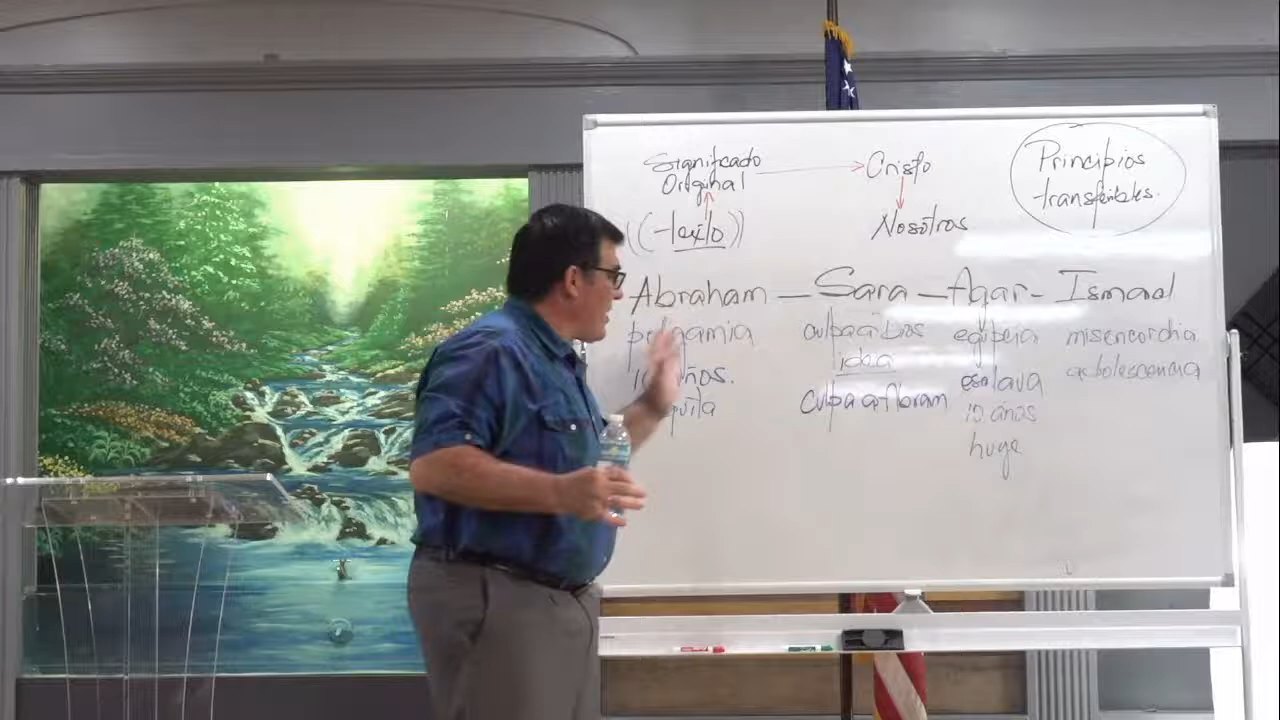 Significado
Original
Cristo
Principios
transferibles.
((texto))
Nosotros
Abraham – Sara – Agar - Ismael
poligamia culpa a Dios egipcia misericordia
años. idea esclava adolescencia
culpa a Abram 10 años
huye